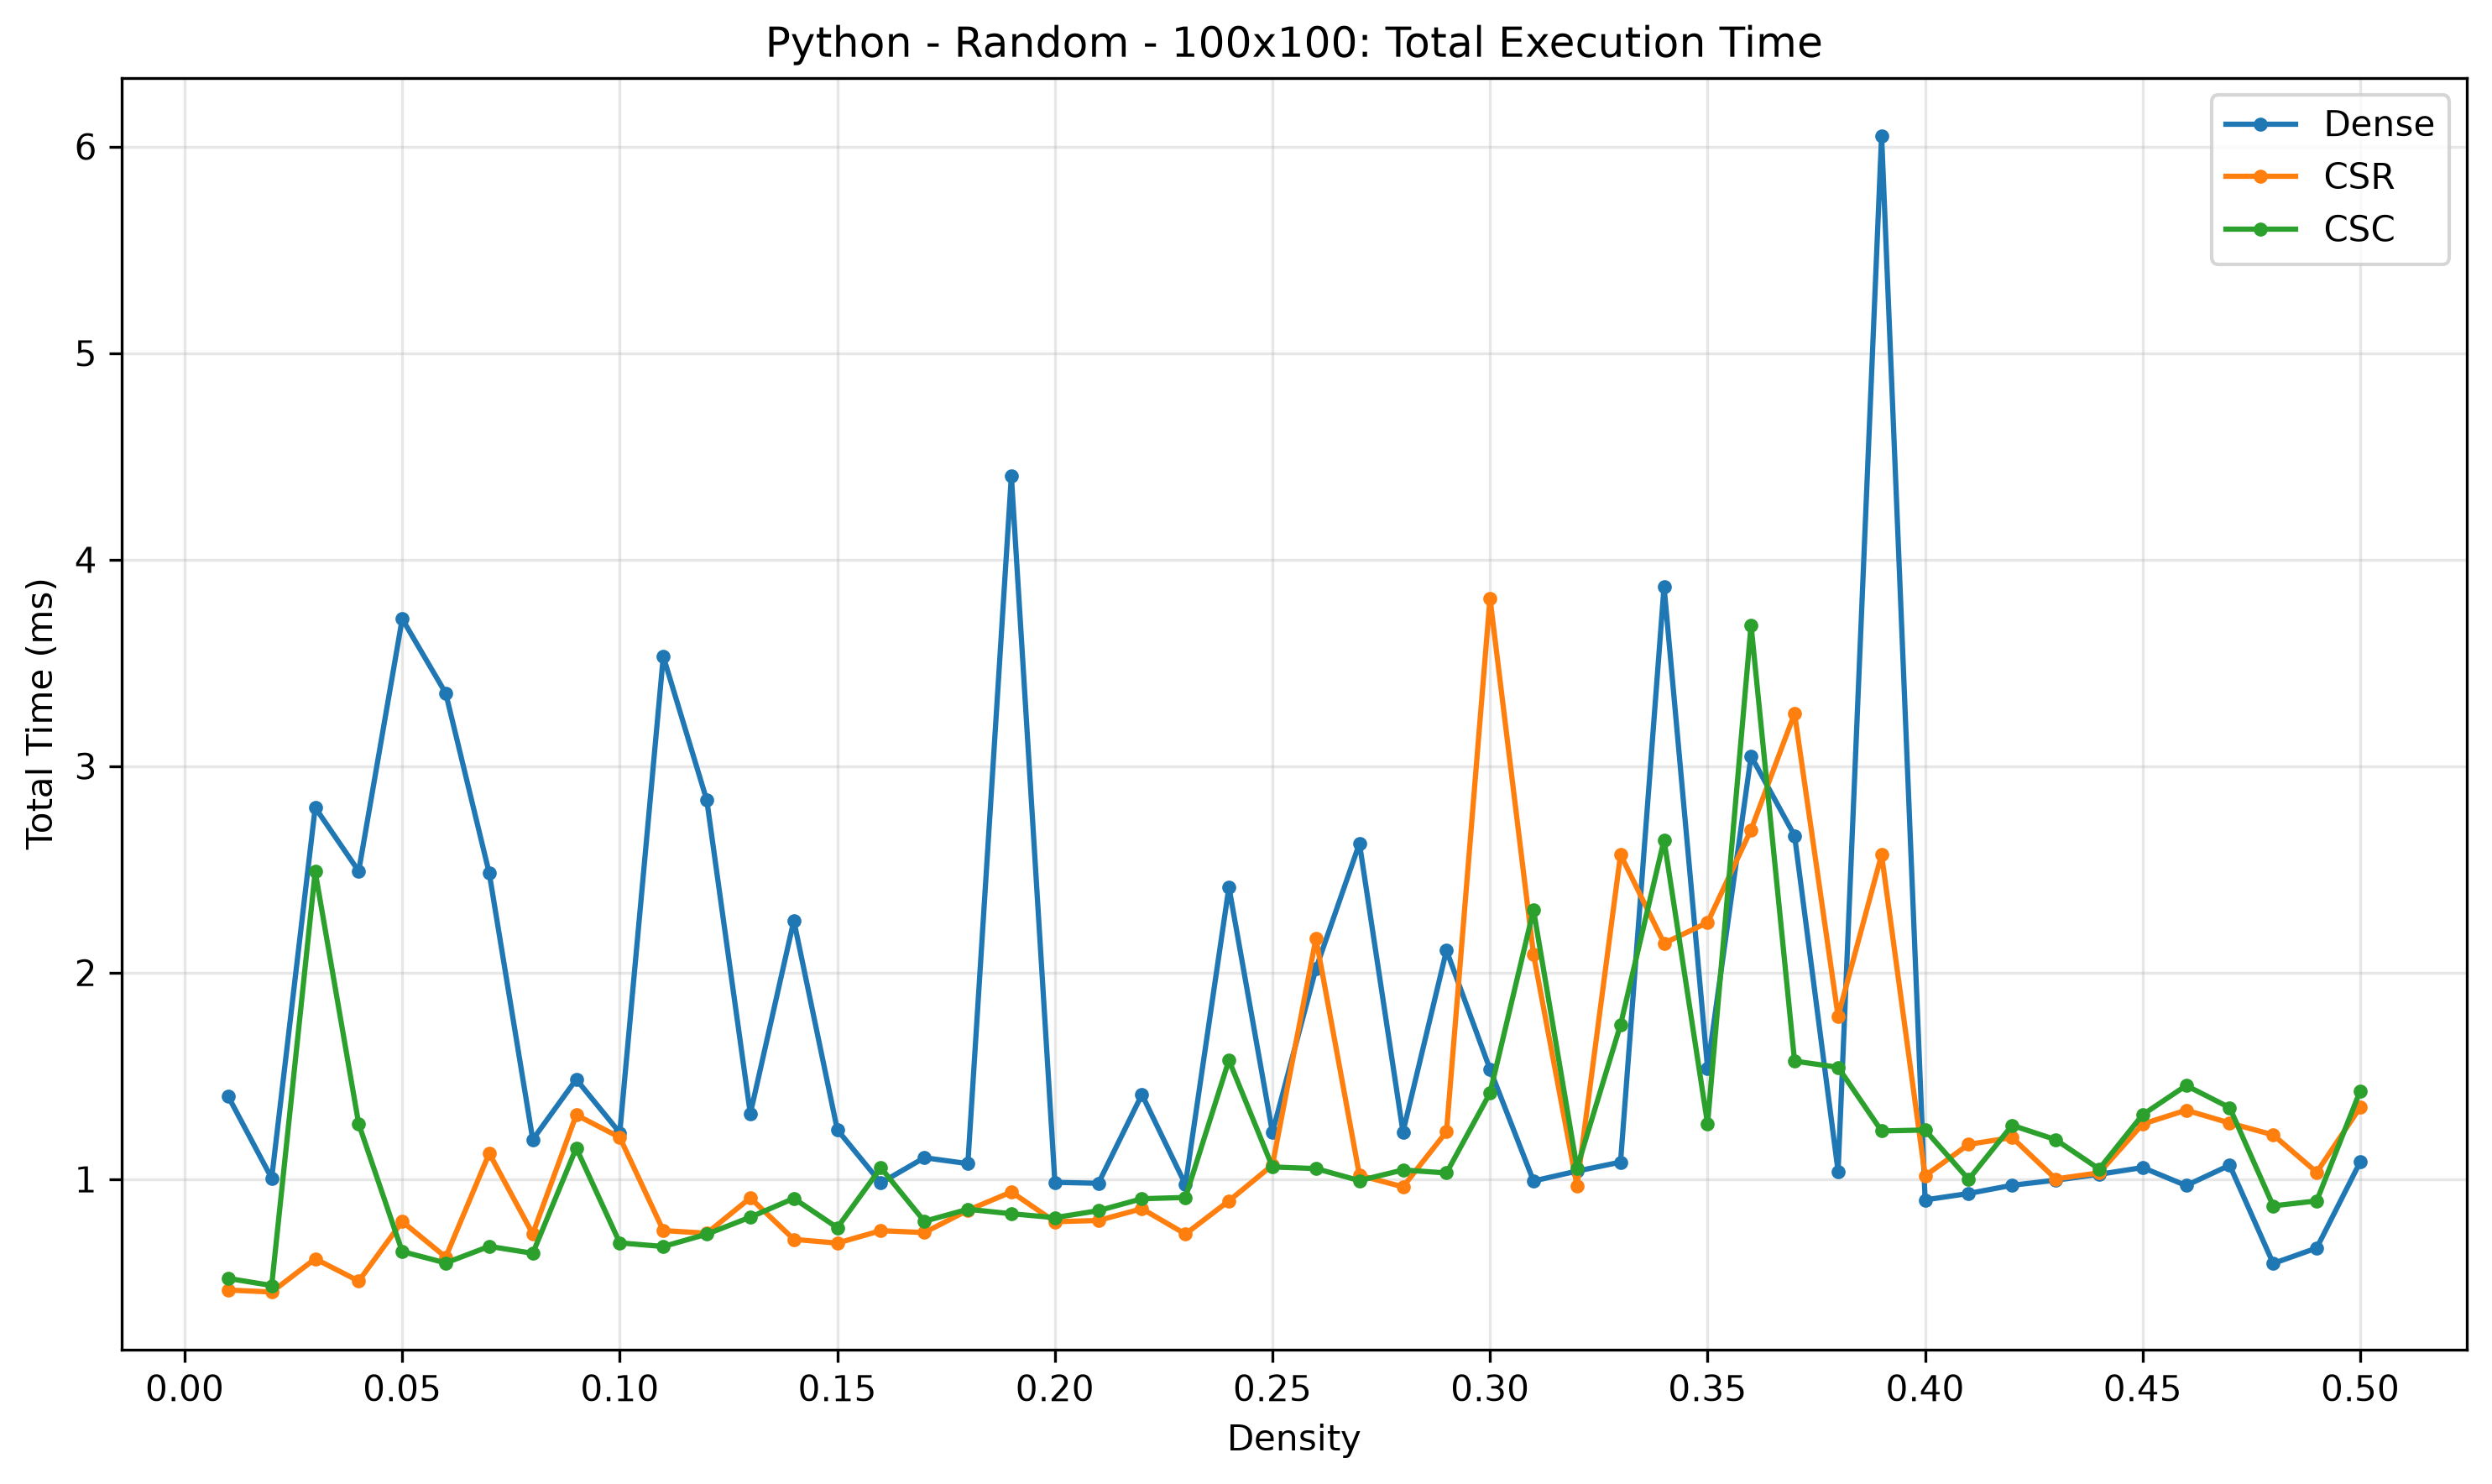 Python - Random - 100x100: Total Execution Time
Dense
CSR
CSC
6
5
4
3
2
1
Total Time (ms)
0.00 0.05 0.10 0.15 0.20 0.25 0.30 0.35 0.40 0.45 0.50
Density